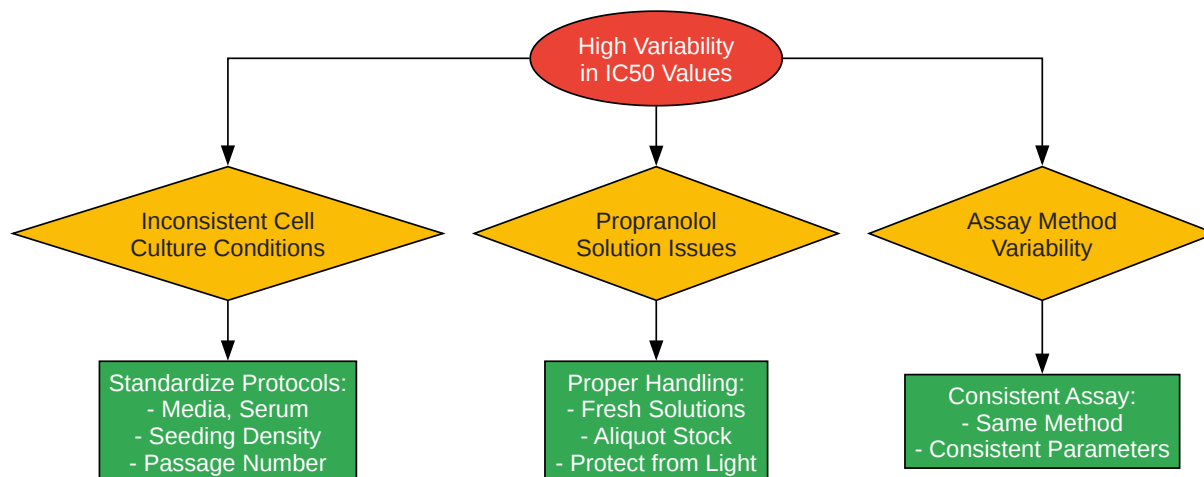 High Variability
in IC50 Values
Inconsistent Cell
Culture Conditions
Propranolol
Solution Issues
Assay Method
Variability
Standardize Protocols:
- Media, Serum
- Seeding Density
- Passage Number
Proper Handling:
- Fresh Solutions
- Aliquot Stock
- Protect from Light
Consistent Assay:
- Same Method
- Consistent Parameters